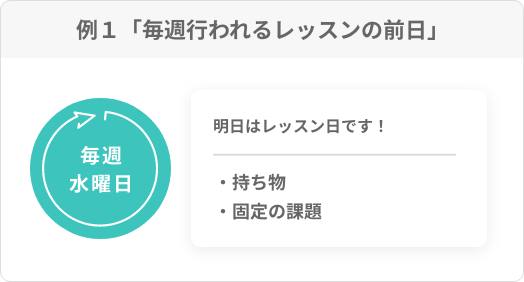 例１「毎週行われるレッスンの前日」
毎週
水曜日
明日はレッスン日です！
・持ち物
・固定の課題